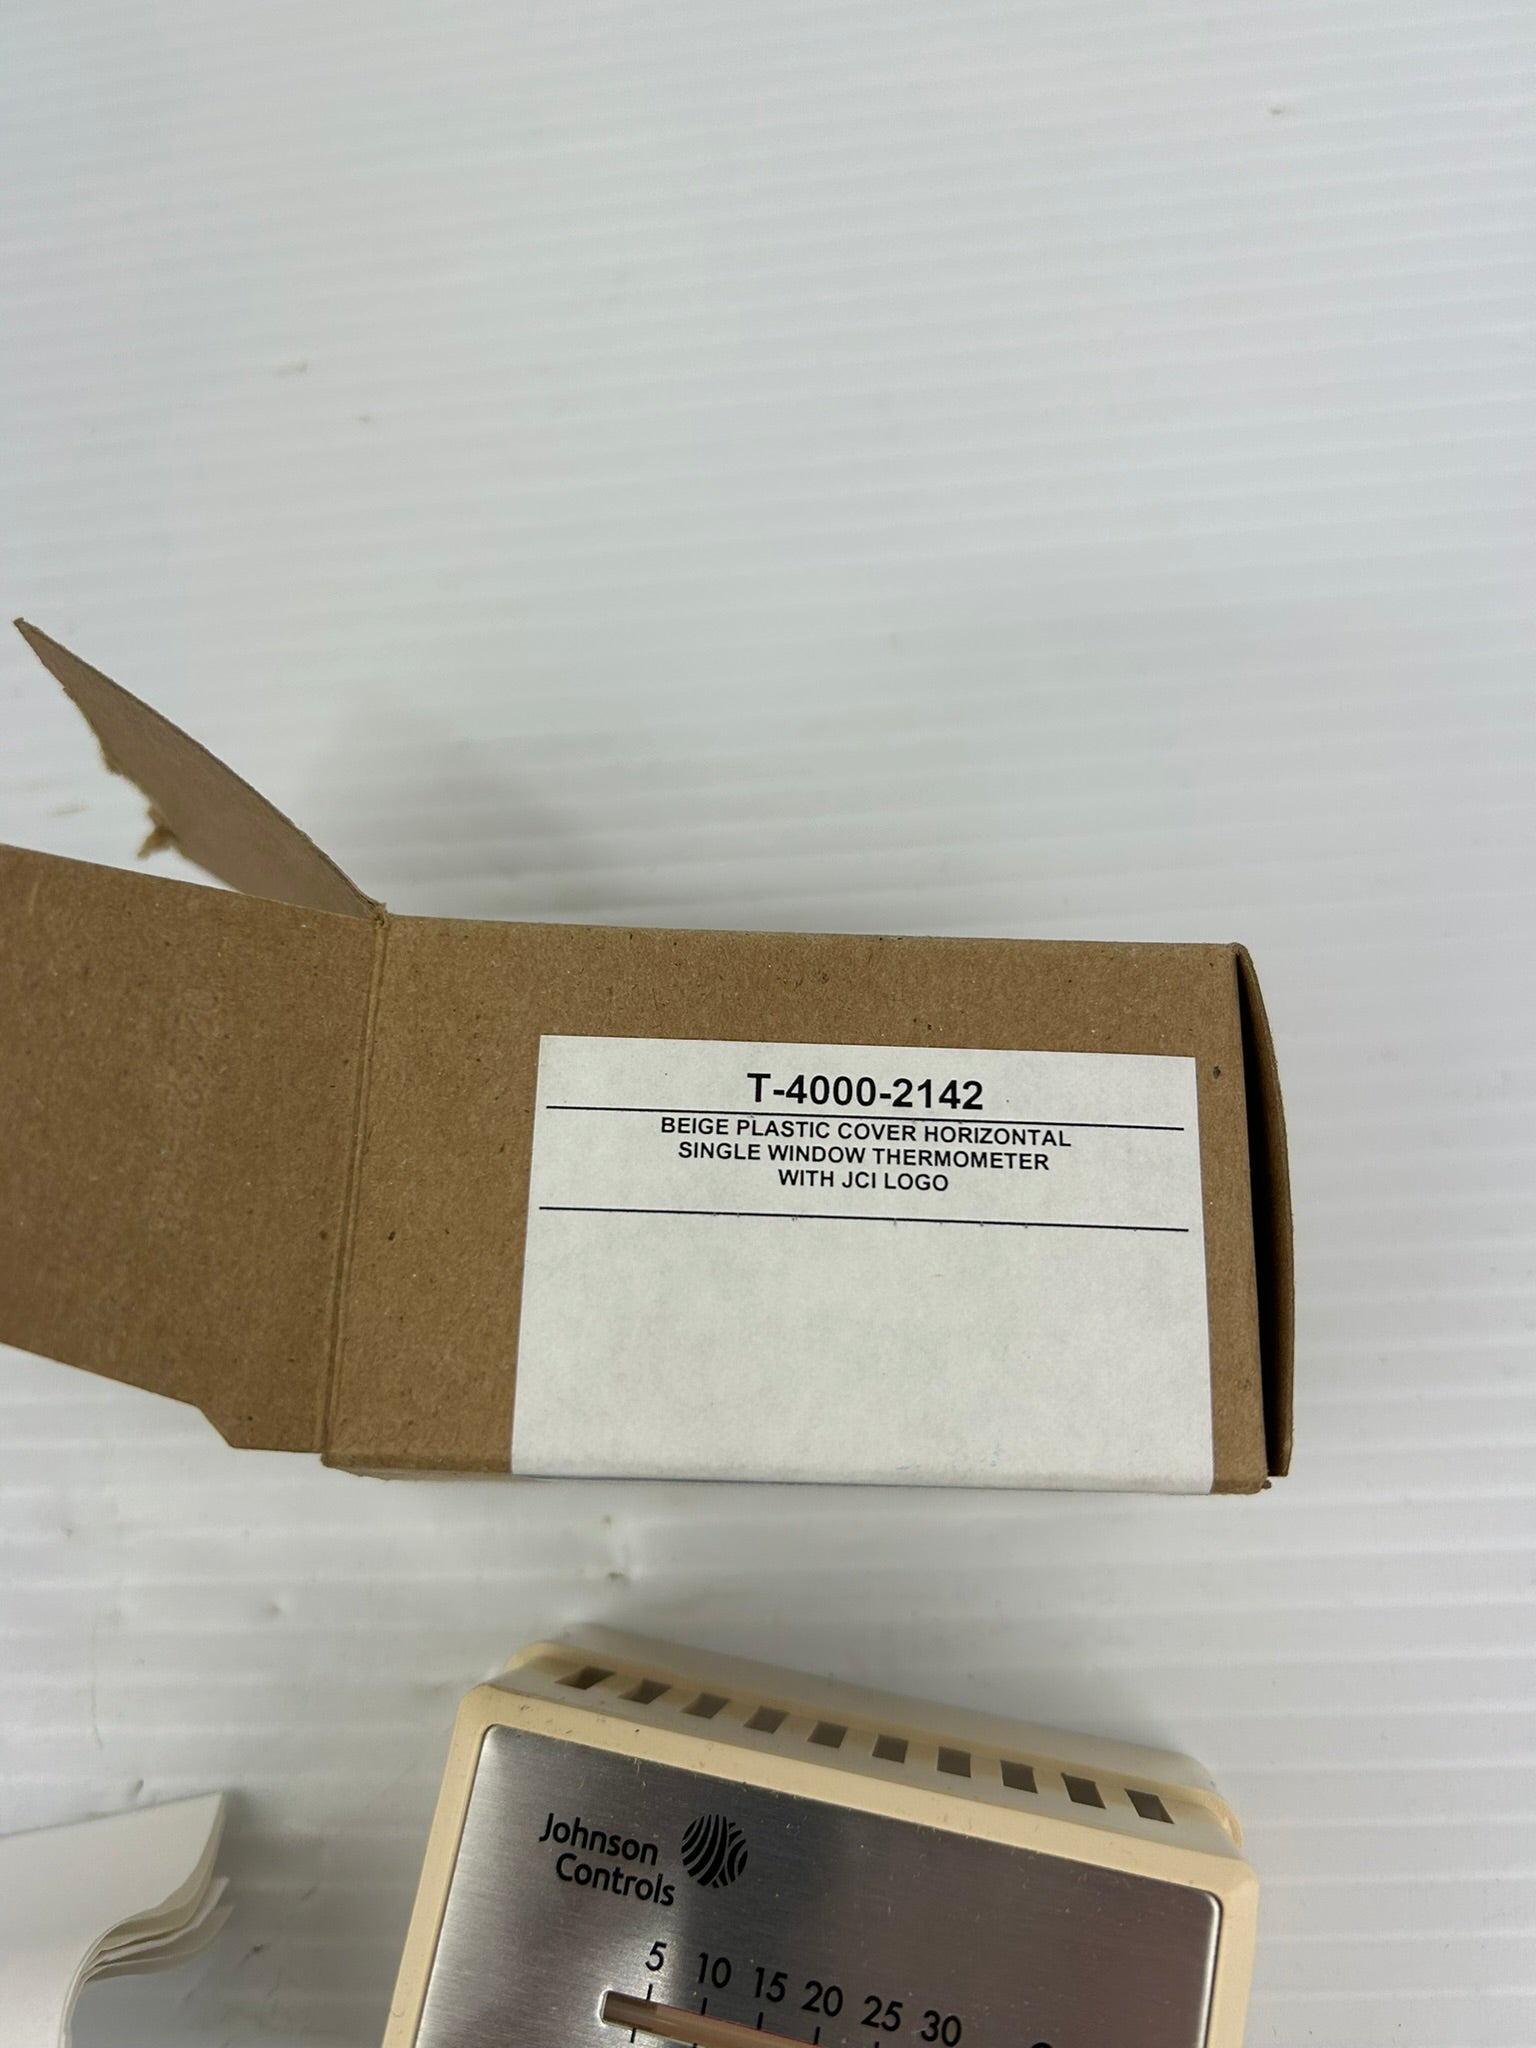 T-4000-2142
BEIGE PLASTIC COVER HORIZONTAL
SINGLE WINDOW THERMOMETER
WITH JCI LOGO
Johnson
Controls
5 10 15 20 25 30